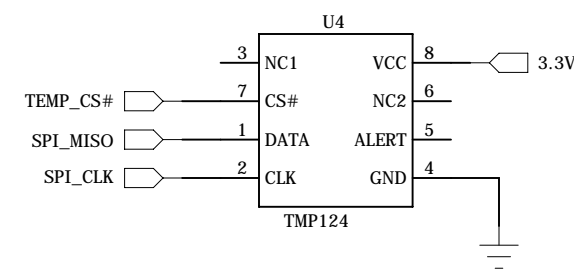 U4
3 NC1 VCC 8 3.3V
TEMP_CS# 7 CS# NC2 6
SPI_MISO 1 DATA ALERT 5
SPI_CLK 2 CLK GND 4
TMP124